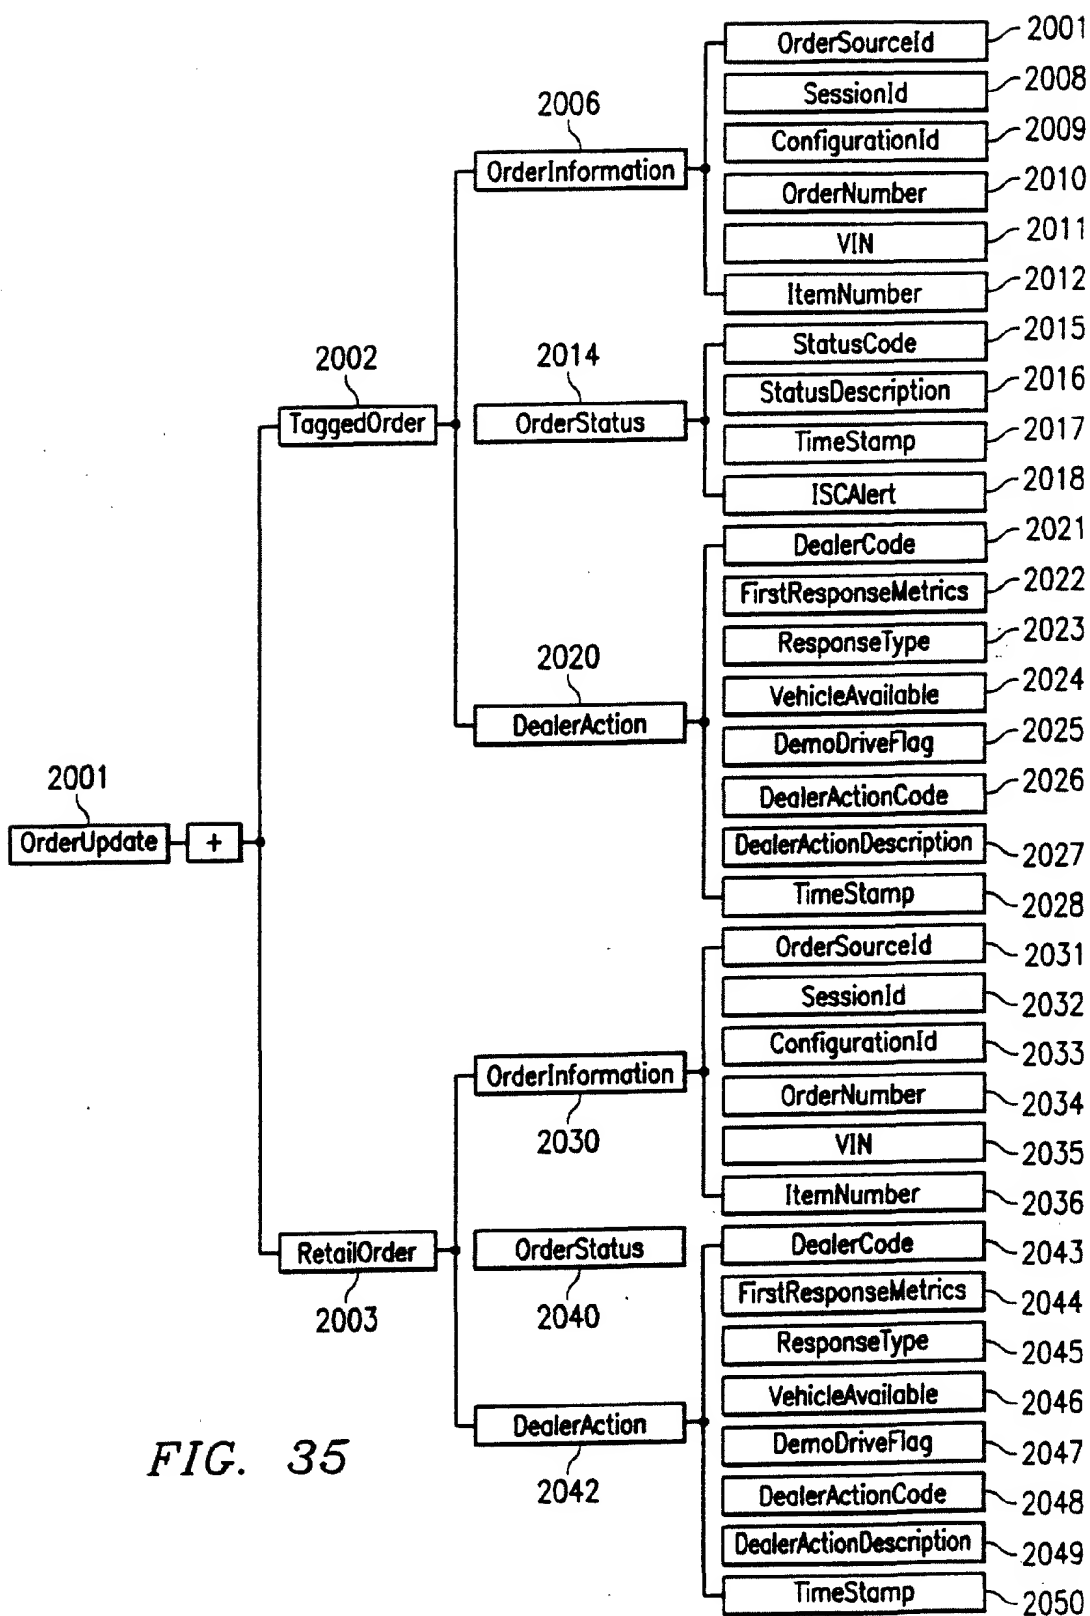 OrderSourceId 2001
SessionId 2008
2006
ConfigurationId 2009
OrderInformation
OrderNumber 2010
VIN 2011
ItemNumber 2012
2002
2014
StatusCode 2015
StatusDescription 2016
TaggedOrder
OrderStatus
TimeStamp 2017
ISCAlert 2018
DealerCode 2021
FirstResponseMetrics 2022
2020
ResponseType 2023
VehicleAvailable 2024
DealerAction
DemoDriveFlag 2025
2001
DealerActionCode 2026
OrderUpdate +
DealerActionDescription 2027
TimeStamp 2028
OrderSourceId 2031
SessionId 2032
ConfigurationId 2033
OrderInformation
OrderNumber 2034
2030
VIN 2035
ItemNumber 2036
RetailOrder
OrderStatus
DealerCode 2043
2003
2040
FirstResponseMetrics 2044
ResponseType 2045
VehicleAvailable 2046
DealerAction
DemoDriveFlag 2047
FIG. 35
2042
DealerActionCode 2048
DealerActionDescription 2049
TimeStamp 2050